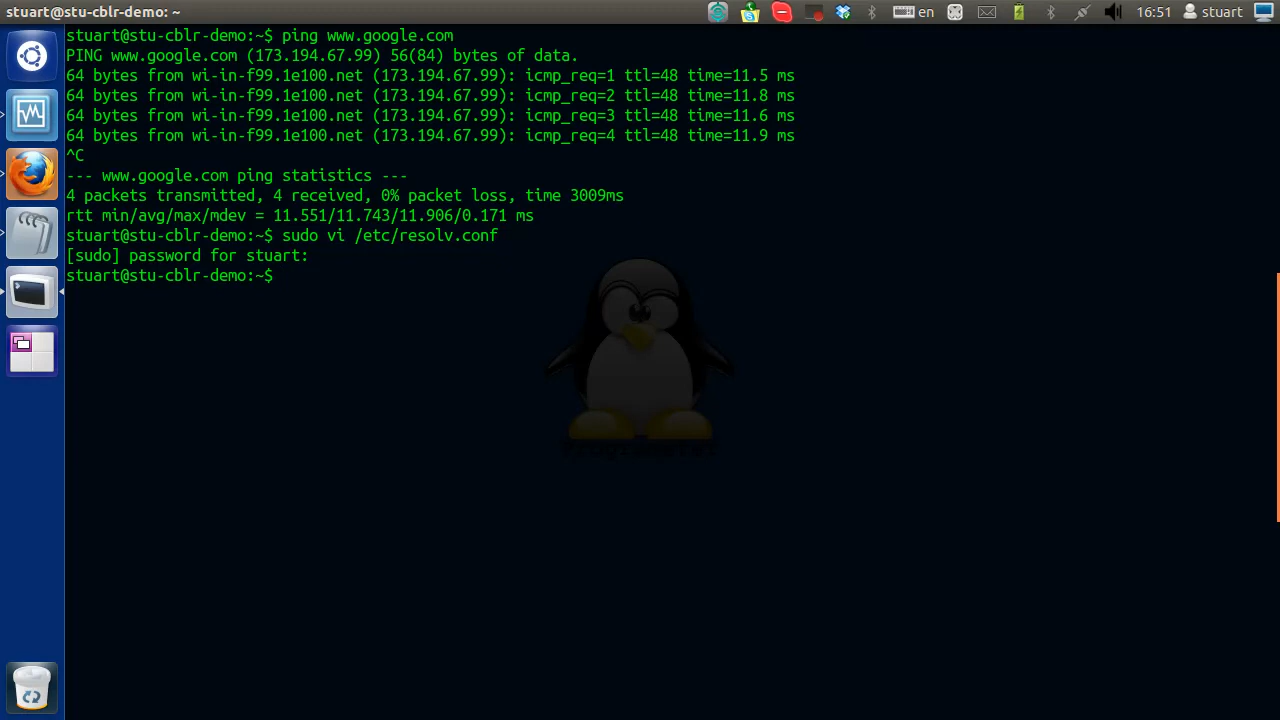 stuart@stu-cblr-demo: ~ en 16:51 stuart
stuart@stu-cblr-demo:~$ ping www.google.com
PING www.google.com (173.194.67.99) 56(84) bytes of data.
64 bytes from wi-in-f99.1e100.net (173.194.67.99): icmp_req=1 ttl=48 time=11.5 ms
64 bytes from wi-in-f99.1e100.net (173.194.67.99): icmp_req=2 ttl=48 time=11.8 ms
64 bytes from wi-in-f99.1e100.net (173.194.67.99): icmp_req=3 ttl=48 time=11.6 ms
64 bytes from wi-in-f99.1e100.net (173.194.67.99): icmp_req=4 ttl=48 time=11.9 ms
^C
--- www.google.com ping statistics ---
4 packets transmitted, 4 received, 0% packet loss, time 3009ms
rtt min/avg/max/mdev = 11.551/11.743/11.906/0.171 ms
stuart@stu-cblr-demo:~$ sudo vi /etc/resolv.conf
[sudo] password for stuart:
stuart@stu-cblr-demo:~$